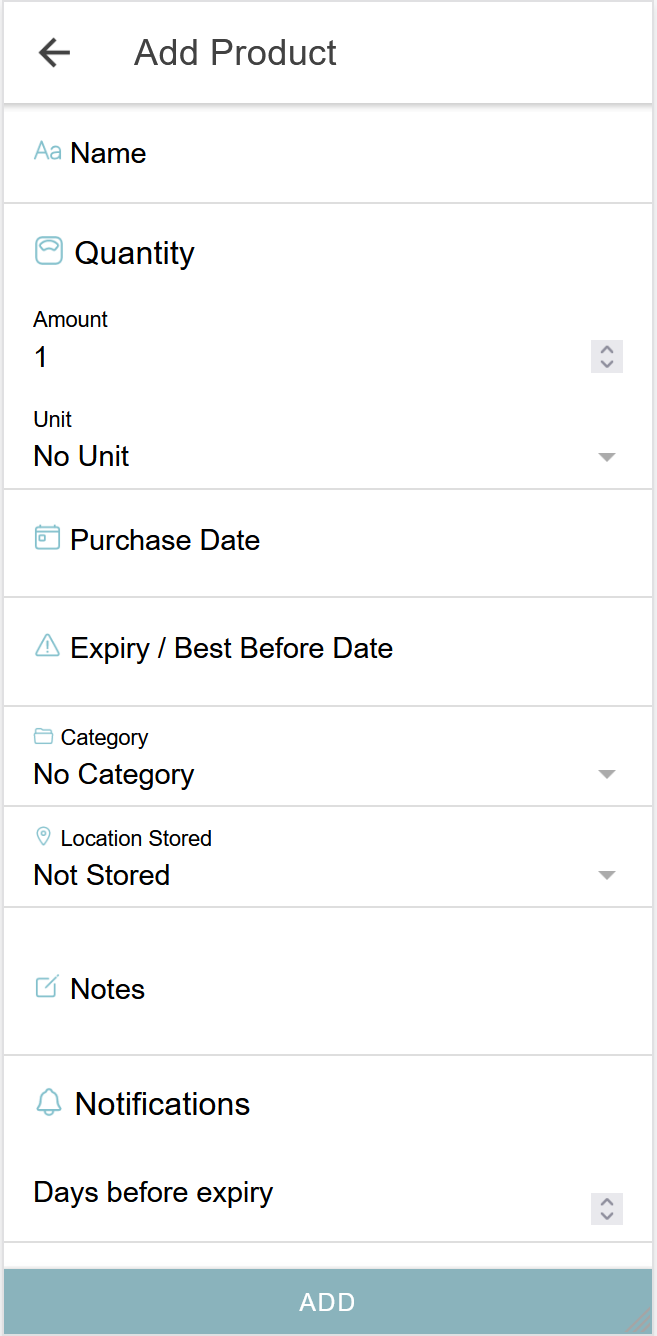 Add Product
Aa Name
Quantity
Amount
1
Unit
No Unit
Purchase Date
Expiry / Best Before Date
Category
No Category
Location Stored
Not Stored
Notes
Notifications
Days before expiry
ADD